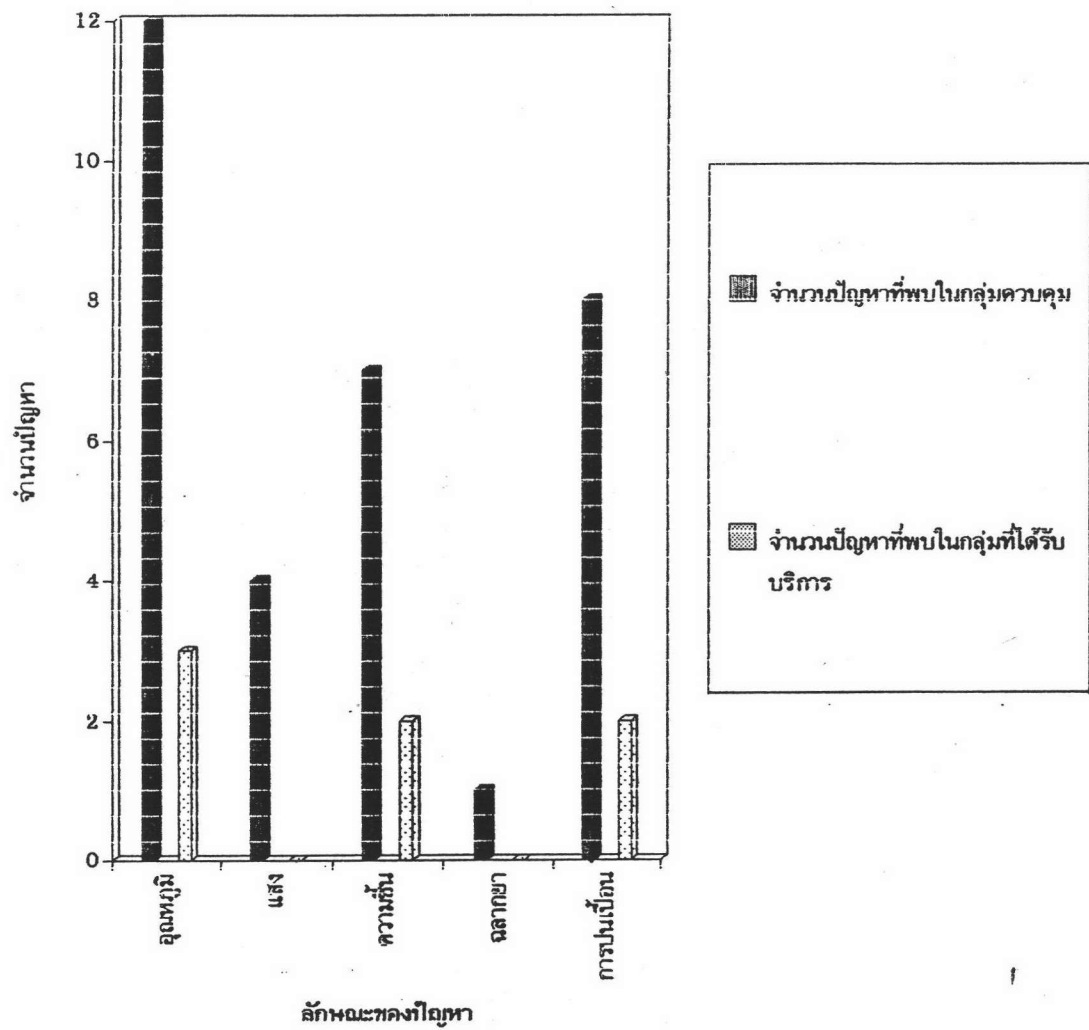 จำนวนปัญหา
12
10
8
6
4
2
0
อุณหภูมิ
แสง
ความชื้น
ฉลากยา
การปนเปื้อน
ลักษณะของปัญหา
จำนวนปัญหาที่พบในกลุ่มควบคุม
จำนวนปัญหาที่พบในกลุ่มที่ได้รับ
บริการ